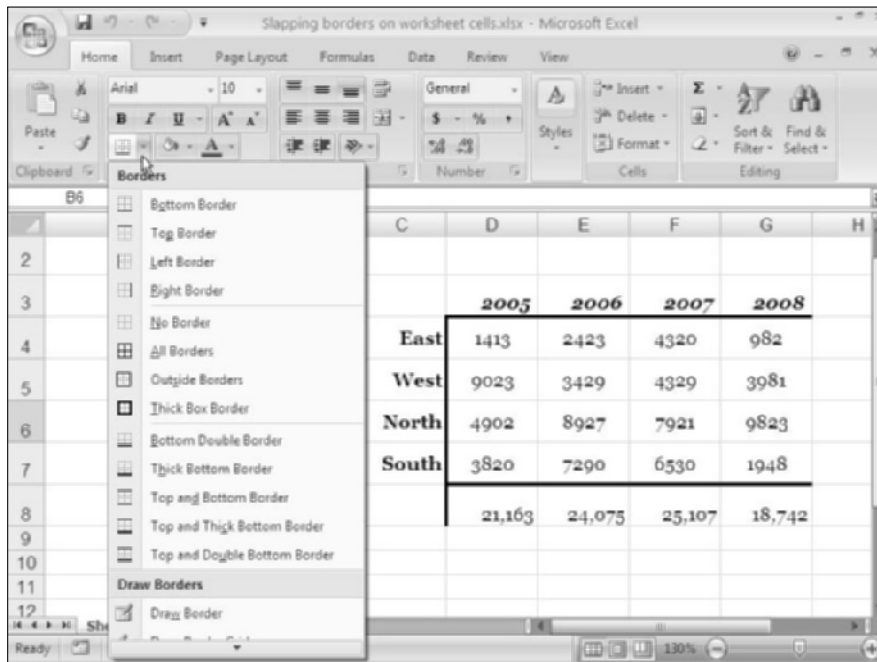 Slapping borders on worksheet cells.xlsx - Microsoft Excel
Home Insert Page Layout Formulas Data Review View
Arial 10 General
Insert
Delete
Format
B I U A A $ % ,
Paste Styles Sort & Filter Find & Select
Clipboard Number Cells Editing
B6
Borders
Bottom Border
Top Border
Left Border
Right Border
No Border
All Borders
Outside Borders
Thick Box Border
Bottom Double Border
Thick Bottom Border
Top and Bottom Border
Top and Thick Bottom Border
Top and Double Bottom Border
Draw Borders
Draw Border
C D E F G H
2
3 2005 2006 2007 2008
4 East 1413 2423 4320 982
5 West 9023 3429 4329 3981
6 North 4902 8927 7921 9823
7 South 3820 7290 6530 1948
8 21,163 24,075 25,107 18,742
9
10
11
12
She
Ready 130%